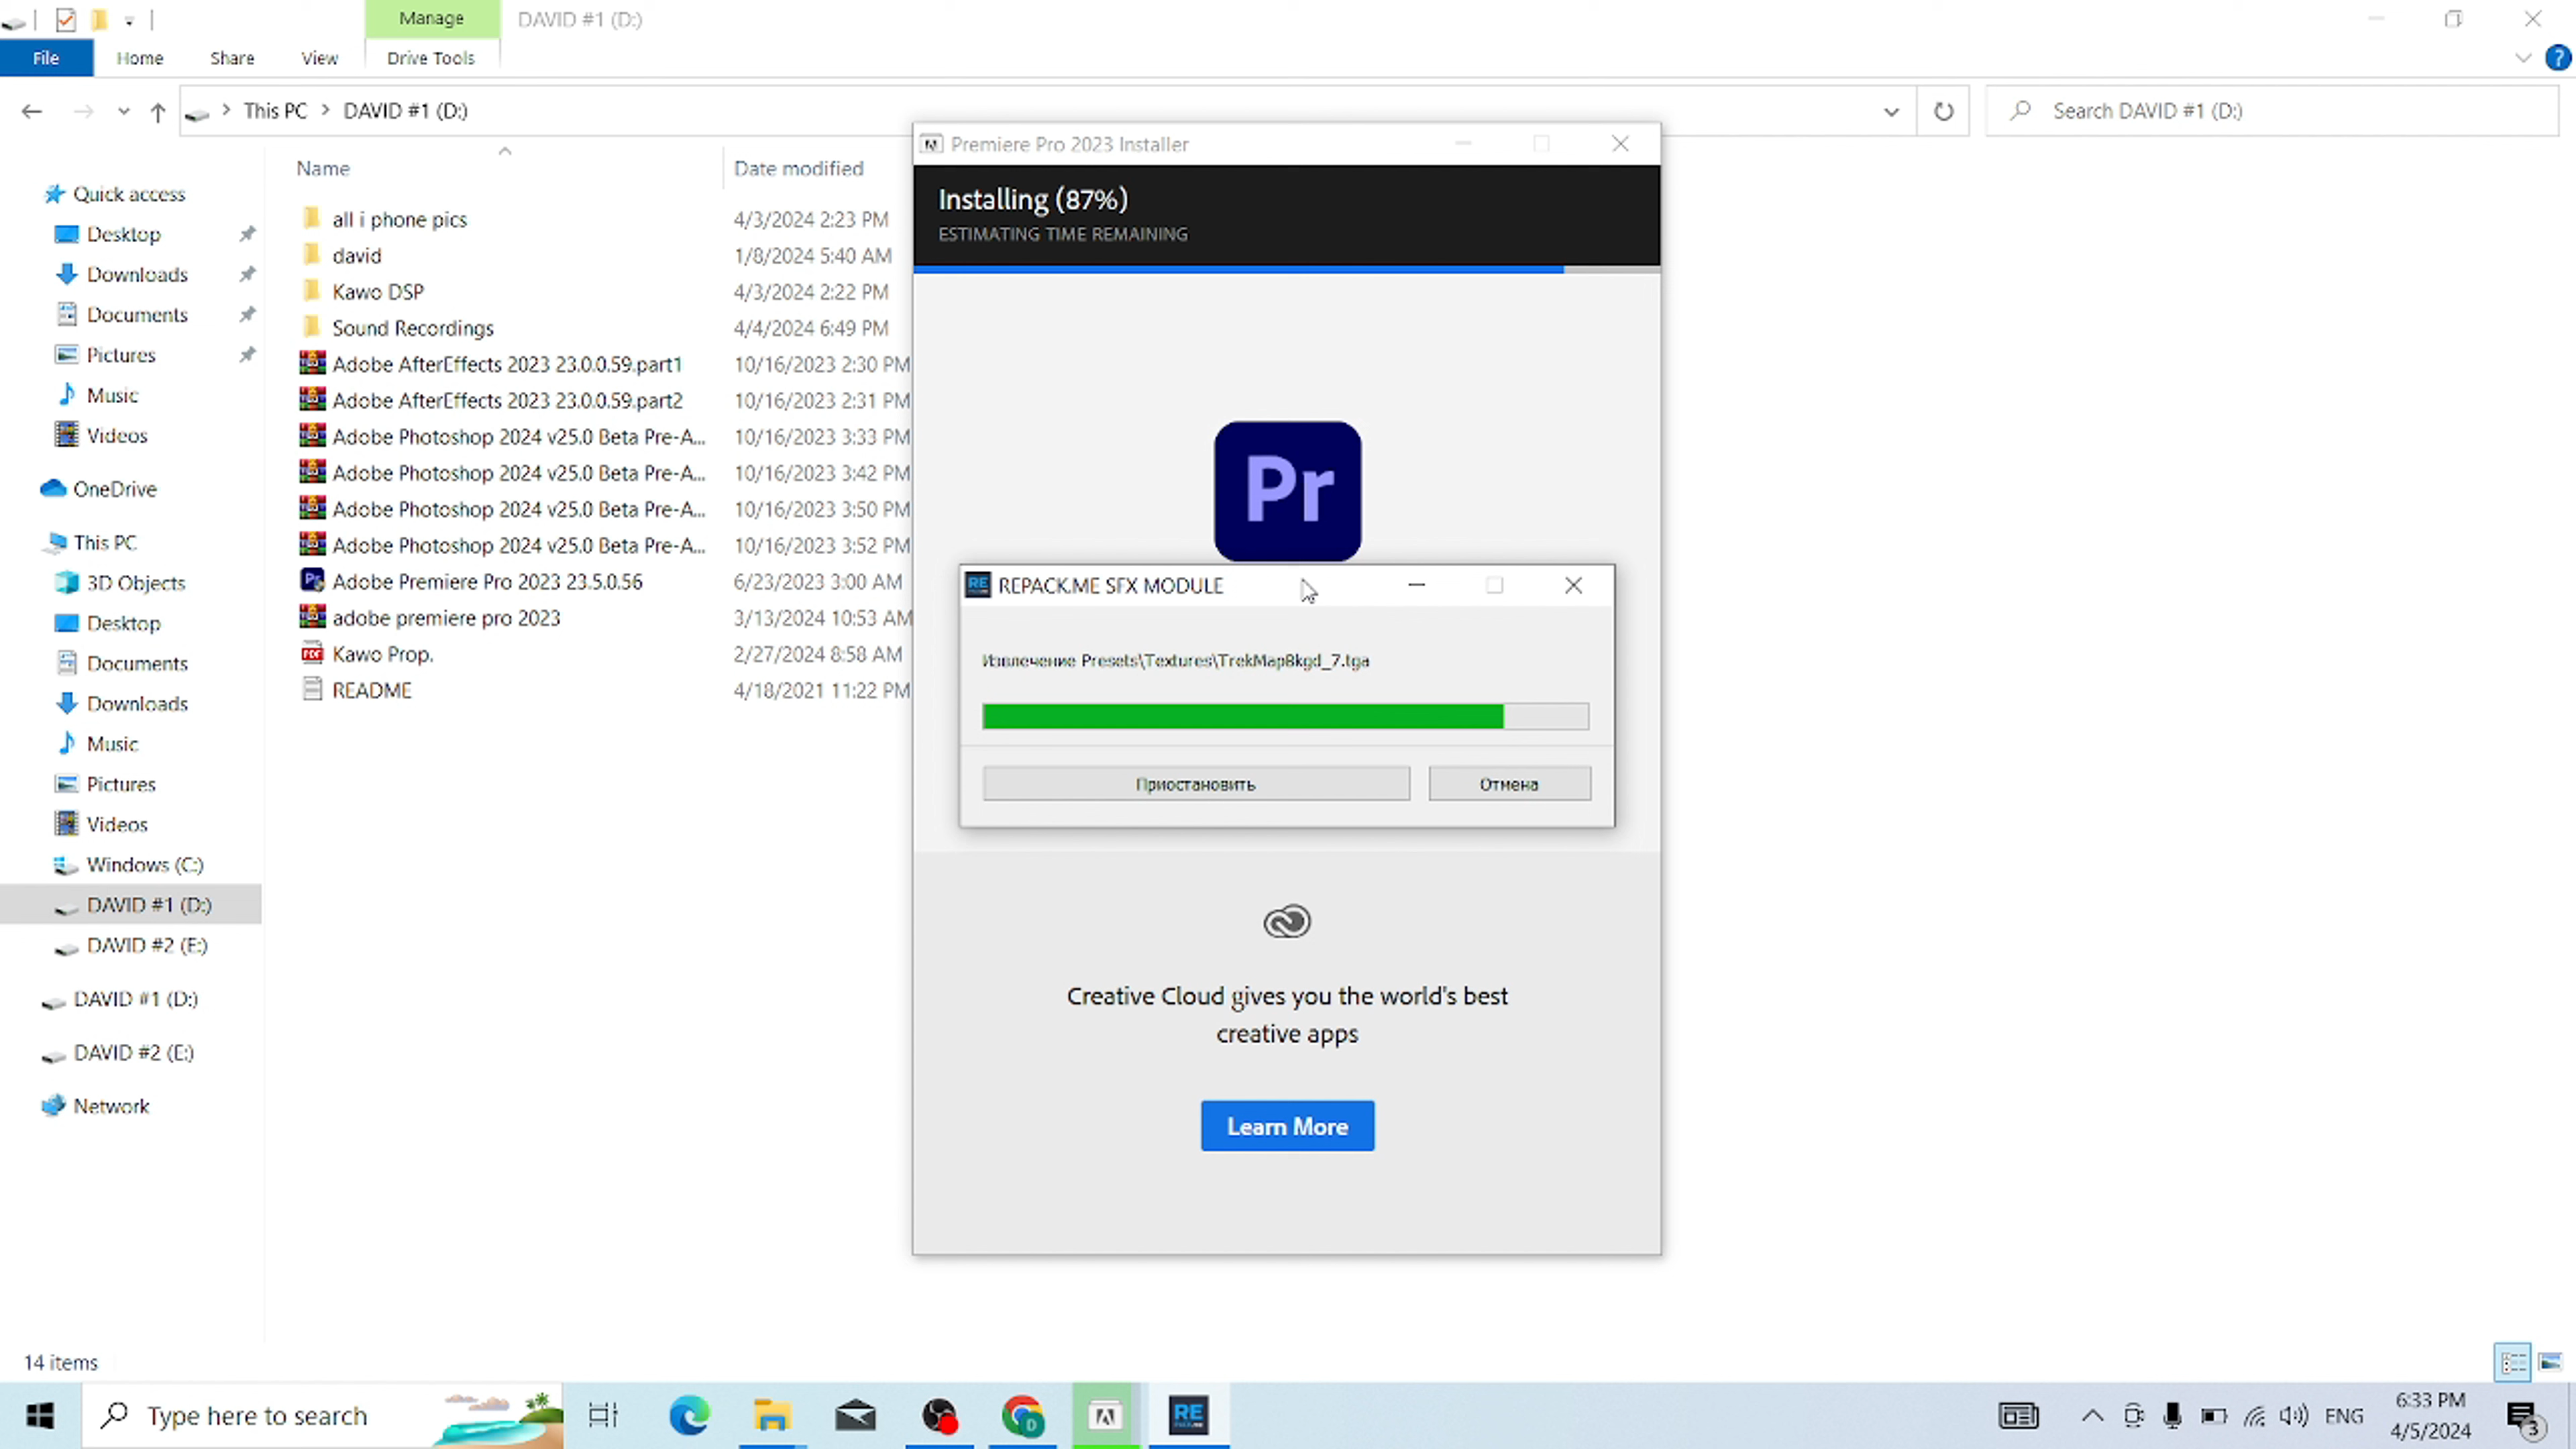 Manage
DAVID #1 (D:)
File
Home
Share
View
Drive Tools
This PC
DAVID #1 (D:)
Search DAVID #1 (D:)
Name
Date modified
Quick access
Desktop
Downloads
Documents
Pictures
Music
Videos
OneDrive
This PC
3D Objects
Desktop
Documents
Downloads
Music
Pictures
Videos
Windows (C:)
DAVID #1 (D:)
DAVID #2 (E:)
DAVID #1 (D:)
DAVID #2 (E:)
Network
all i phone pics 4/3/2024 2:23 PM
david 1/8/2024 5:40 AM
Kawo DSP 4/3/2024 2:22 PM
Sound Recordings 4/4/2024 6:49 PM
Adobe AfterEffects 2023 23.0.0.59.part1 10/16/2023 2:30 PM
Adobe AfterEffects 2023 23.0.0.59.part2 10/16/2023 2:31 PM
Adobe Photoshop 2024 v25.0 Beta Pre-A... 10/16/2023 3:33 PM
Adobe Photoshop 2024 v25.0 Beta Pre-A... 10/16/2023 3:42 PM
Adobe Photoshop 2024 v25.0 Beta Pre-A... 10/16/2023 3:50 PM
Adobe Photoshop 2024 v25.0 Beta Pre-A... 10/16/2023 3:52 PM
Adobe Premiere Pro 2023 23.5.0.56 6/23/2023 3:00 AM
adobe premiere pro 2023 3/13/2024 10:53 AM
Kawo Prop. 2/27/2024 8:58 AM
README 4/18/2021 11:22 PM
Premiere Pro 2023 Installer
Installing (87%)
ESTIMATING TIME REMAINING
Pr
REPACK.ME SFX MODULE
Извлечение Presets\Textures\TrekMapBkgd_7.tga
Приостановить
Отмена
Creative Cloud gives you the world's best
creative apps
Learn More
14 items
Type here to search
RE
ENG
6:33 PM
4/5/2024
3